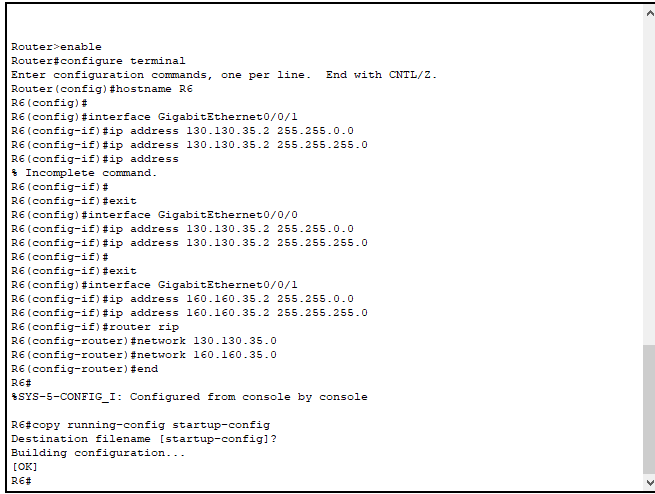 Router>enable
Router#configure terminal
Enter configuration commands, one per line.  End with CNTL/Z.
Router(config)#hostname R6
R6(config)#
R6(config)#interface GigabitEthernet0/0/1
R6(config-if)#ip address 130.130.35.2 255.255.0.0
R6(config-if)#ip address 130.130.35.2 255.255.255.0
R6(config-if)#ip address
% Incomplete command.
R6(config-if)#
R6(config-if)#exit
R6(config)#interface GigabitEthernet0/0/0
R6(config-if)#ip address 130.130.35.2 255.255.0.0
R6(config-if)#ip address 130.130.35.2 255.255.255.0
R6(config-if)#
R6(config-if)#exit
R6(config)#interface GigabitEthernet0/0/1
R6(config-if)#ip address 160.160.35.2 255.255.0.0
R6(config-if)#ip address 160.160.35.2 255.255.255.0
R6(config-if)#router rip
R6(config-router)#network 130.130.35.0
R6(config-router)#network 160.160.35.0
R6(config-router)#end
R6#
%SYS-5-CONFIG_I: Configured from console by console
R6#copy running-config startup-config
Destination filename [startup-config]?
Building configuration...
[OK]
R6#